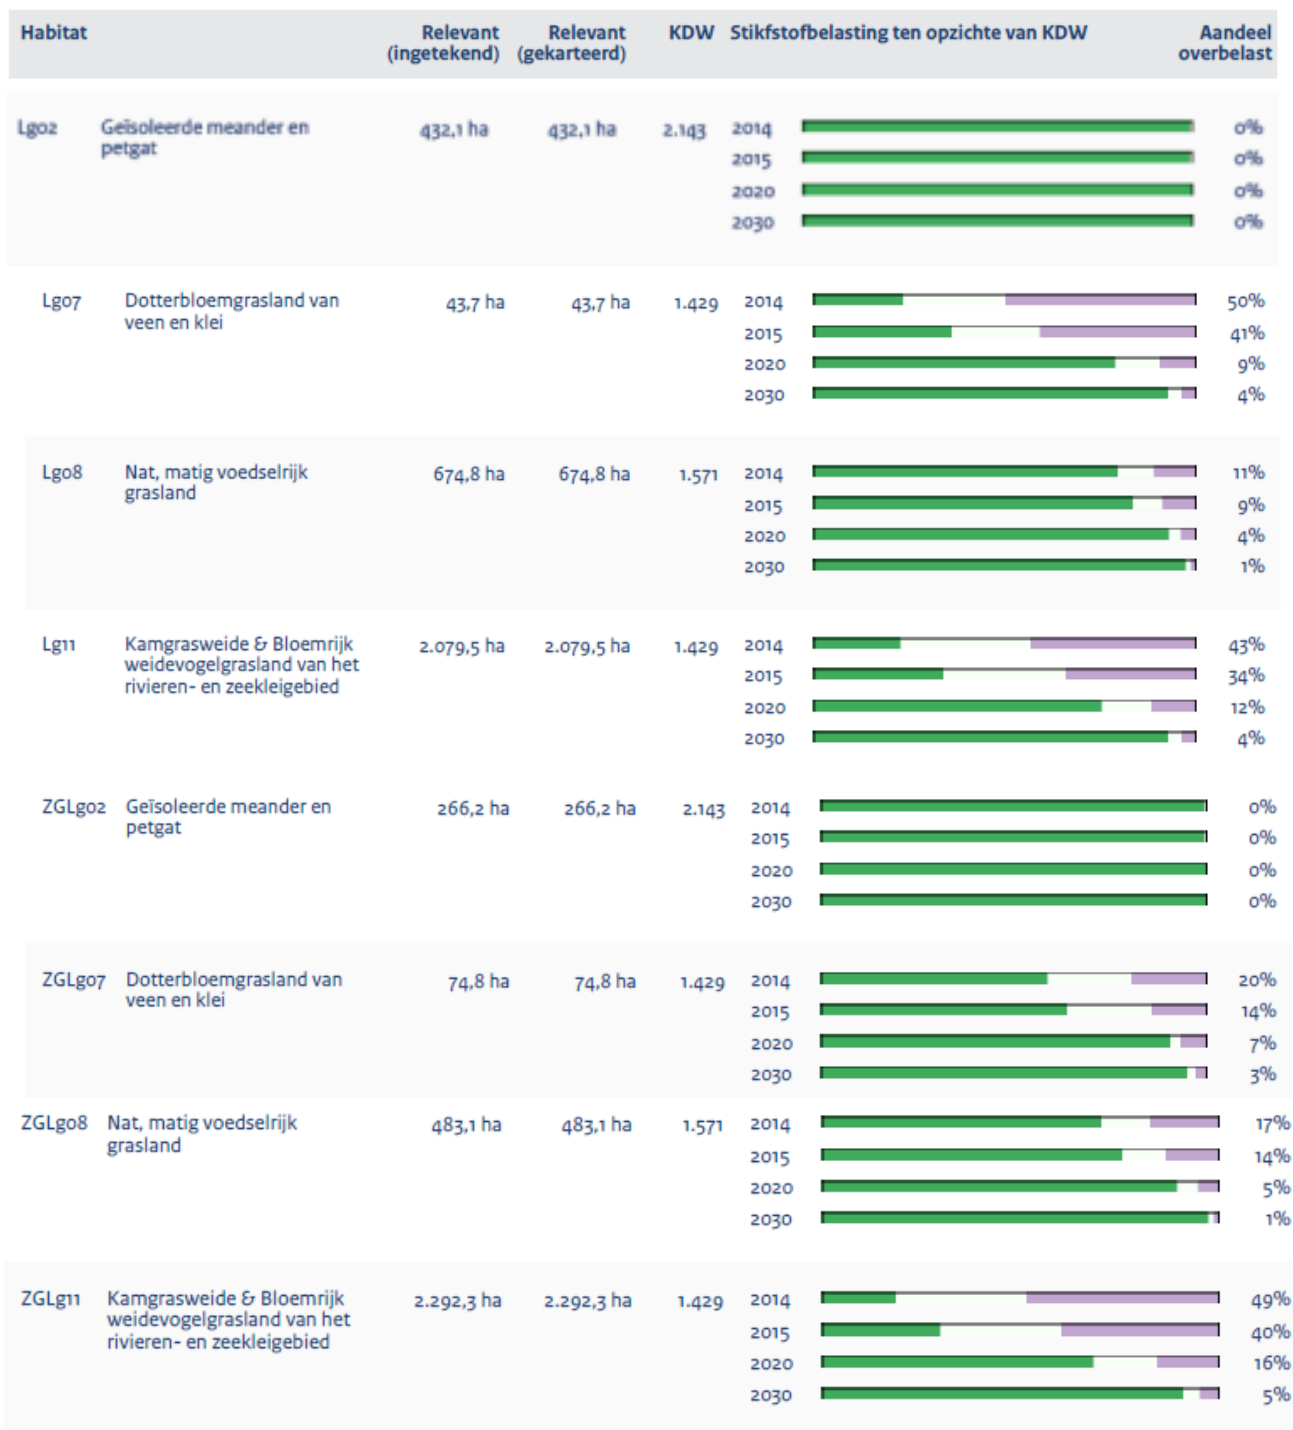 Habitat Relevant Relevant KDW Stikfstofbelasting ten opzichte van KDW Aandeel
(ingetekend) (gekarteerd) overbelast
Lg02 Geïsoleerde meander en 432,1 ha 432,1 ha 2.143 2014 0%
petgat
2015 0%
2020 0%
2030 0%
Lg07 Dotterbloemgrasland van 43,7 ha 43,7 ha 1.429 2014 50%
veen en klei
2015 41%
2020 9%
2030 4%
Lg08 Nat, matig voedselrijk 674,8 ha 674,8 ha 1.571 2014 11%
grasland
2015 9%
2020 4%
2030 1%
Lg11 Kamgrasweide & Bloemrijk 2.079,5 ha 2.079,5 ha 1.429 2014 43%
weidevogelgrasland van het
2015 34%
rivieren- en zeekleigebied
2020 12%
2030 4%
ZGLg02 Geïsoleerde meander en 266,2 ha 266,2 ha 2.143 2014 0%
petgat
2015 0%
2020 0%
2030 0%
ZGLg07 Dotterbloemgrasland van 74,8 ha 74,8 ha 1.429 2014 20%
veen en klei
2015 14%
2020 7%
2030 3%
ZGLg08 Nat, matig voedselrijk 483,1 ha 483,1 ha 1.571 2014 17%
grasland
2015 14%
2020 5%
2030 1%
ZGLg11 Kamgrasweide & Bloemrijk 2.292,3 ha 2.292,3 ha 1.429 2014 49%
weidevogelgrasland van het
2015 40%
rivieren- en zeekleigebied
2020 16%
2030 5%